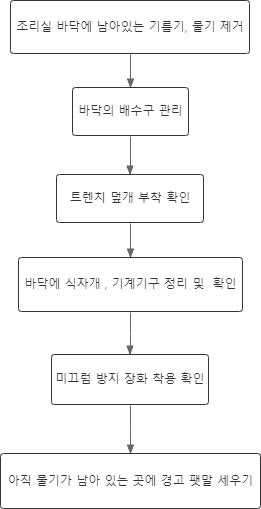 조리실 바닥에 남아있는 기름기, 물기 제거
바닥의 배수구 관리
트렌치 덮개 부착 확인
바닥에 식자개 , 기계기구 정리 및 확인
미끄럼 방지 장화 착용 확인
아직 물기가 남아 있는 곳에 경고 팻말 세우기